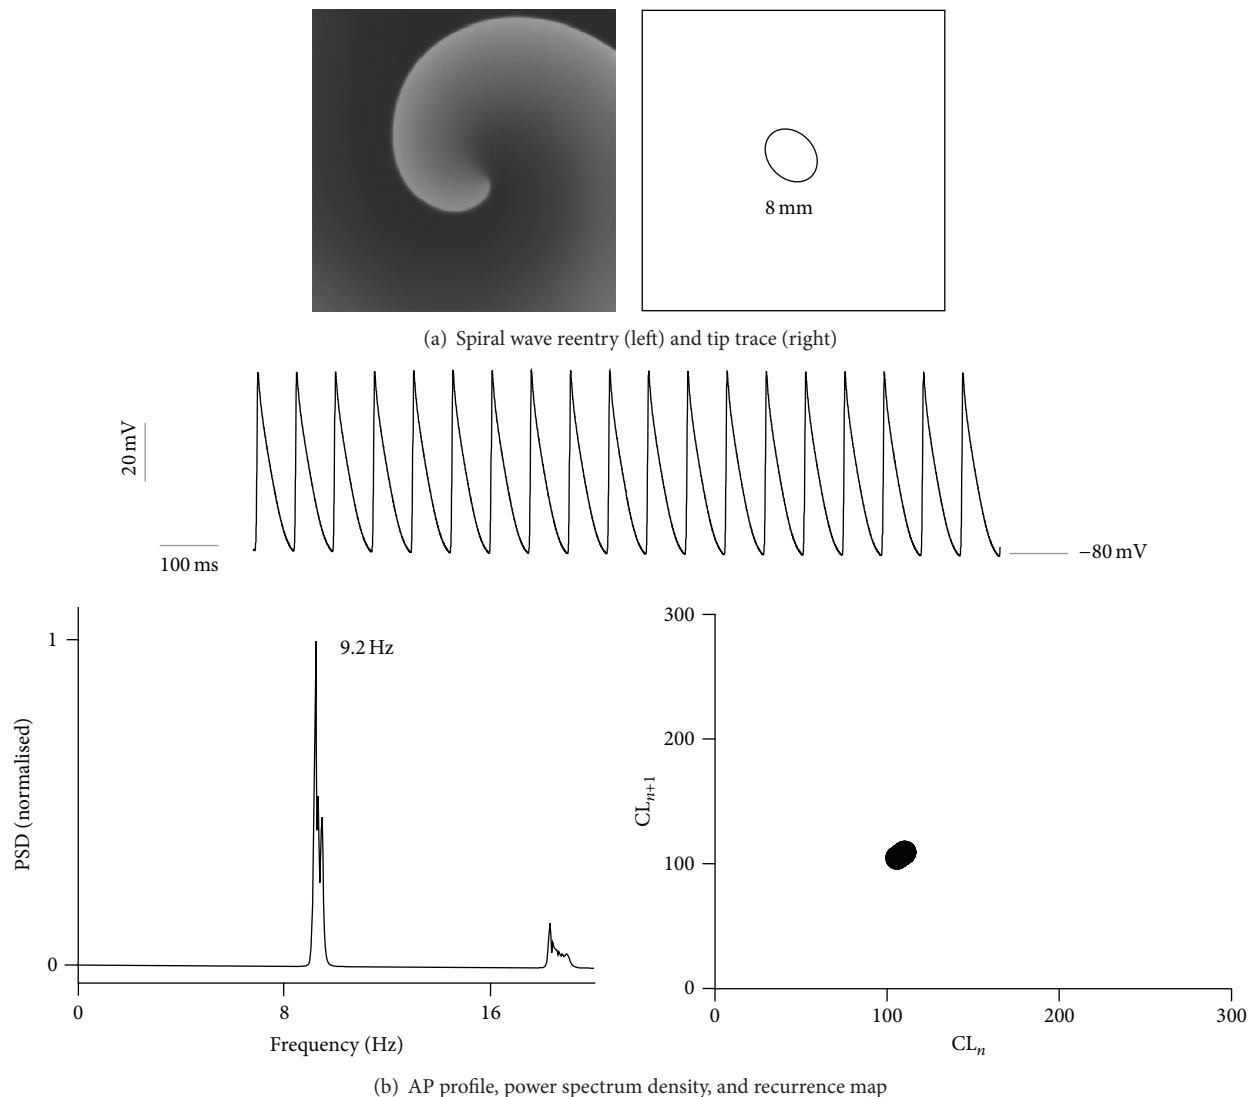 8 mm
(a) Spiral wave reentry (left) and tip trace (right)
20 mV
100 ms
−80 mV
1
9.2 Hz
PSD (normalised)
0
0 8 16
Frequency (Hz)
300
200
CLn+1
100
0
0 100 200 300
CLn
(b) AP profile, power spectrum density, and recurrence map